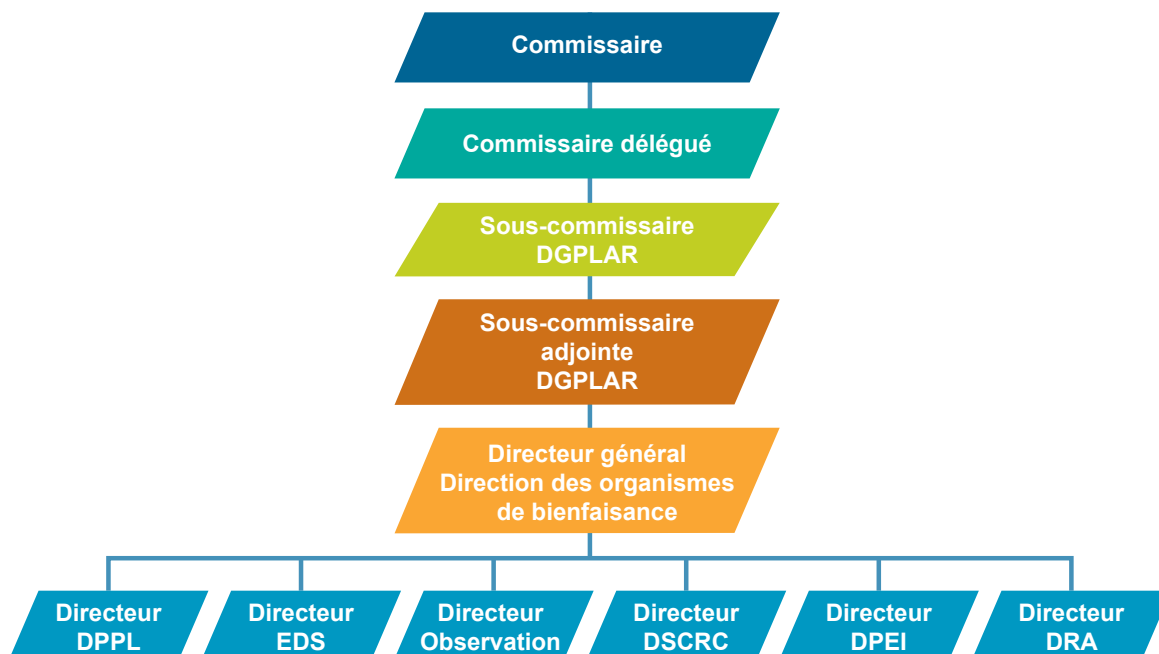 Commissaire
Commissaire délégué
Sous-commissaire
DGPLAR
Sous-commissaire
adjointe
DGPLAR
Directeur général
Direction des organismes
de bienfaisance
Directeur
DPPL
Directeur
EDS
Directeur
Observation
Directeur
DSCRC
Directeur
DPEI
Directeur
DRA